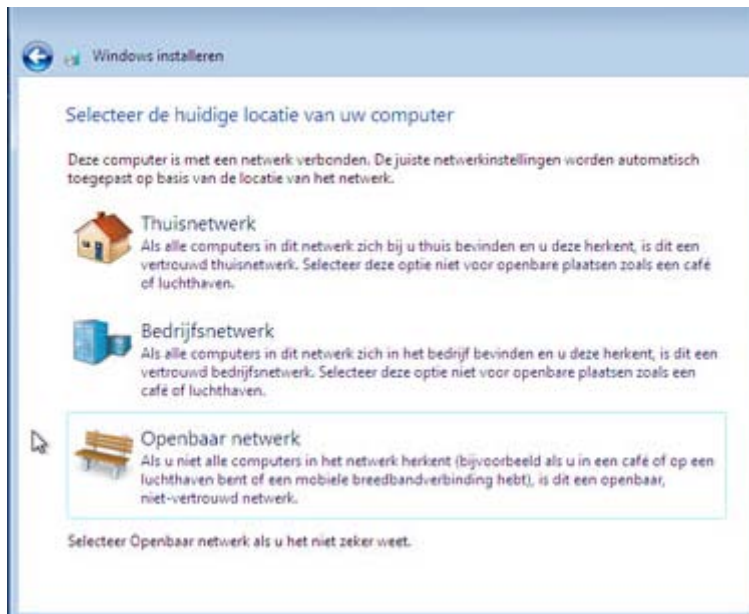 Windows installeren
Selecteer de huidige locatie van uw computer
Deze computer is met een netwerk verbonden. De juiste netwerkinstellingen worden automatisch
toegepast op basis van de locatie van het netwerk.
Thuisnetwerk
Als alle computers in dit netwerk zich bij u thuis bevinden en u deze herkent, is dit een
vertrouwd thuisnetwerk. Selecteer deze optie niet voor openbare plaatsen zoals een café
of luchthaven.
Bedrijfsnetwerk
Als alle computers in dit netwerk zich in het bedrijf bevinden en u deze herkent, is dit een
vertrouwd bedrijfsnetwerk. Selecteer deze optie niet voor openbare plaatsen zoals een
café of luchthaven.
Openbaar netwerk
Als u niet alle computers in het netwerk herkent (bijvoorbeeld als u in een café of op een
luchthaven bent of een mobiele breedbandverbinding hebt), is dit een openbaar,
niet-vertrouwd netwerk.
Selecteer Openbaar netwerk als u het niet zeker weet.